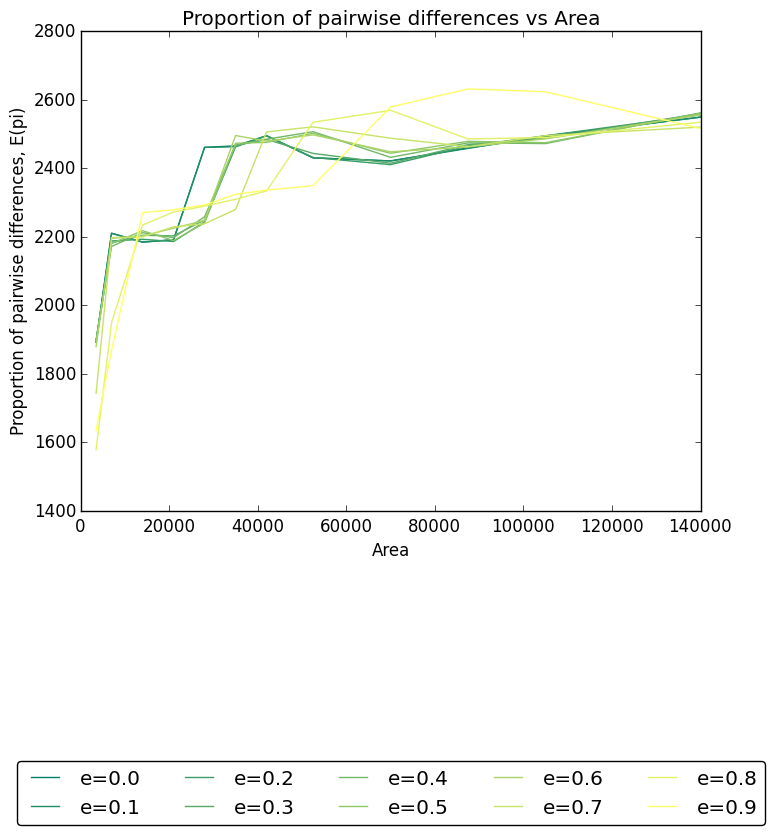 Proportion of pairwise differences vs Area
Proportion of pairwise differences, E(pi)
2800
2600
2400
2200
2000
1800
1600
1400
0 20000 40000 60000 80000 100000 120000 140000
Area
e=0.0 e=0.2 e=0.4 e=0.6 e=0.8
e=0.1 e=0.3 e=0.5 e=0.7 e=0.9